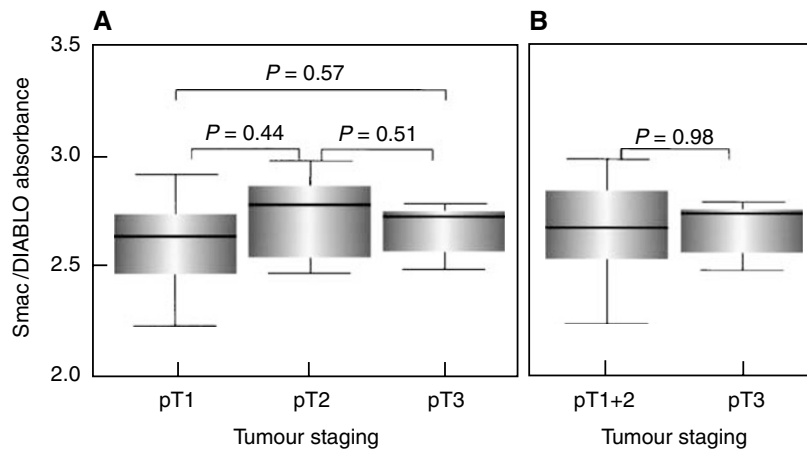 A
B
Smac/DIABLO absorbance
3.5
3.0
2.5
2.0
P = 0.57
P = 0.44
P = 0.51
P = 0.98
pT1
pT2
pT3
pT1+2
pT3
Tumour staging
Tumour staging